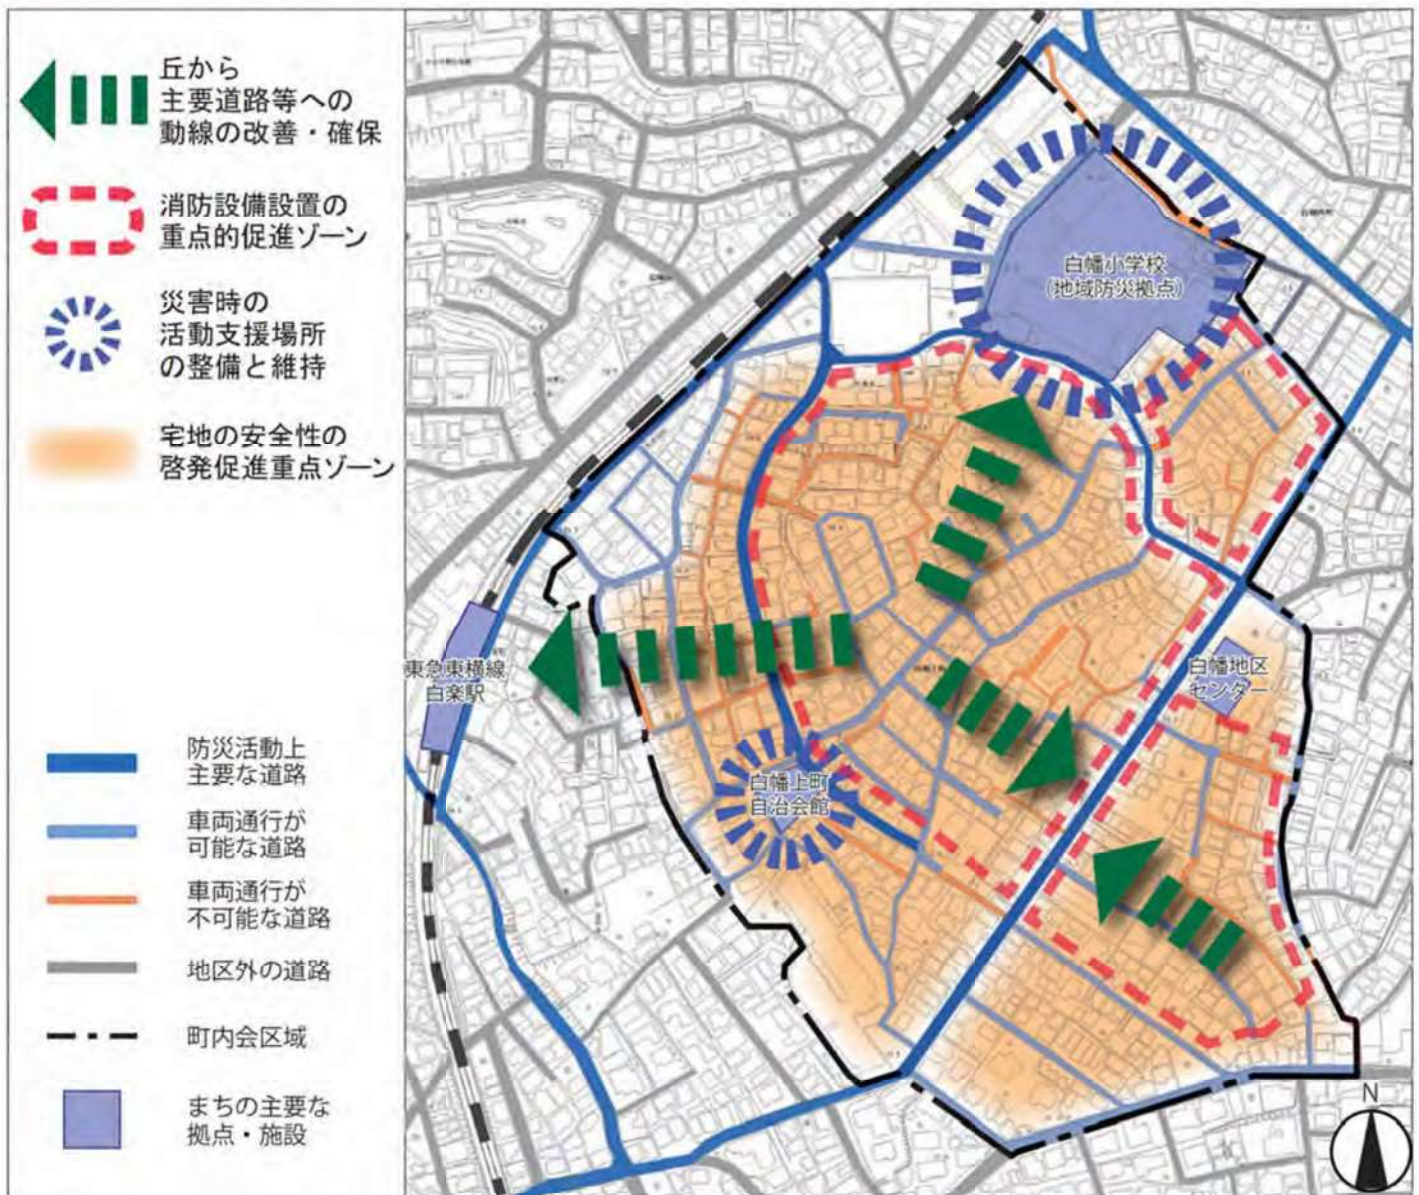 丘から
主要道路等への
動線の改善・確保
消防設備設置の
重点的促進ゾーン
災害時の
活動支援場所
の整備と維持
宅地の安全性の
啓発促進重点ゾーン
防災活動上
主要な道路
車両通行が
可能な道路
車両通行が
不可能な道路
地区外の道路
町内会区域
まちの主要な
拠点・施設
白幡小学校
(地域防災拠点)
東急東横線
白楽駅
白幡地区
センター
白幡上町
自治会館
N